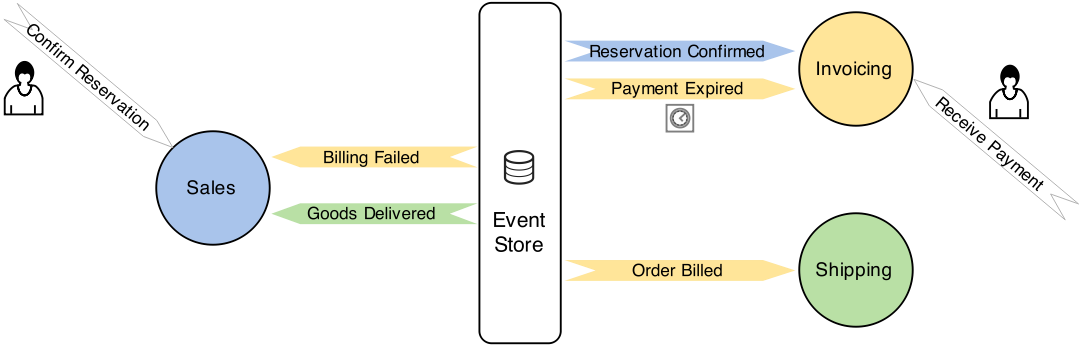 Confirm Reservation
Reservation Confirmed
Payment Expired
Invoicing
Receive Payment
Billing Failed
Sales
Goods Delivered
Event
Store
Order Billed
Shipping